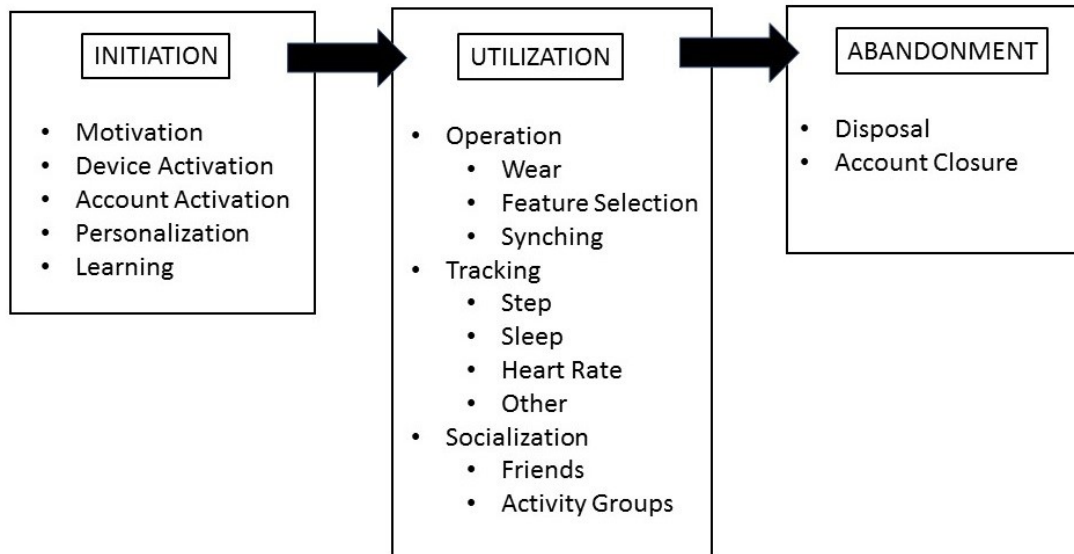 INITIATION
• Motivation
• Device Activation
• Account Activation
• Personalization
• Learning
UTILIZATION
• Operation
• Wear
• Feature Selection
• Synching
• Tracking
• Step
• Sleep
• Heart Rate
• Other
• Socialization
• Friends
• Activity Groups
ABANDONMENT
• Disposal
• Account Closure